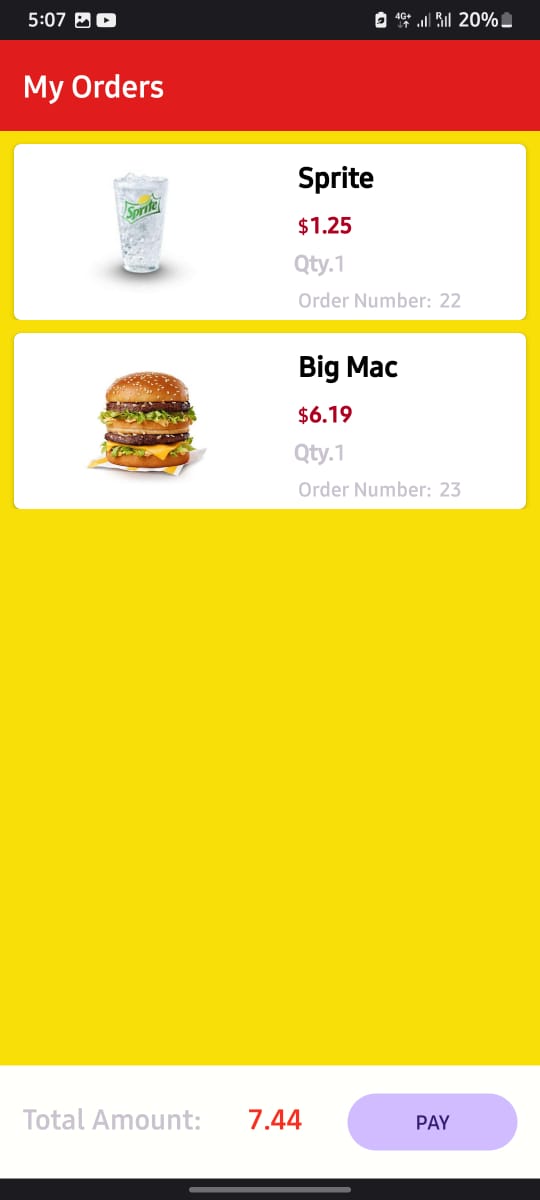 5:07 4G+ R 20%
My Orders
Sprite
Sprite
$1.25
Qty.1
Order Number: 22
Big Mac
$6.19
Qty.1
Order Number: 23
Total Amount: 7.44 PAY